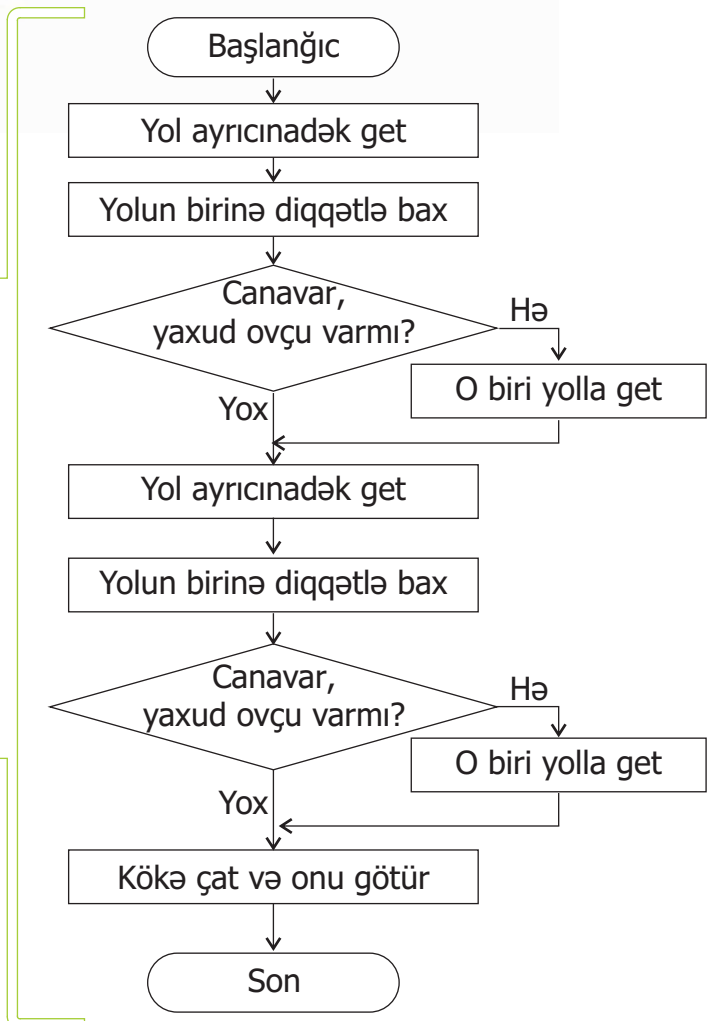 Başlanğıc
Yol ayrıcınadək get
Yolun birinə diqqətlə bax
Canavar,
yaxud ovçu varmı?
Hə
O biri yolla get
Yox
Yol ayrıcınadək get
Yolun birinə diqqətlə bax
Canavar,
yaxud ovçu varmı?
Hə
O biri yolla get
Yox
Kökə çat və onu götür
Son